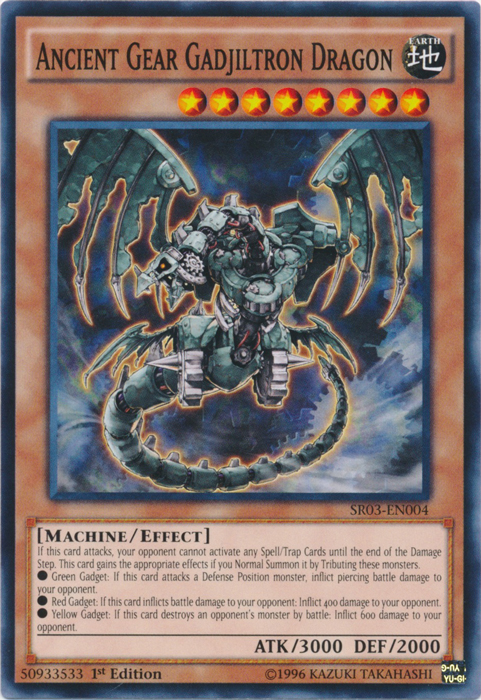 ANCIENT GEAR GADJILTRON DRAGON
EARTH
地
SR03-EN004
[MACHINE/EFFECT]
If this card attacks, your opponent cannot activate any Spell/Trap Cards until the end of the Damage
Step. This card gains the appropriate effects if you Normal Summon it by Tributing these monsters.
● Green Gadget: If this card attacks a Defense Position monster, inflict piercing battle damage to
your opponent.
● Red Gadget: If this card inflicts battle damage to your opponent: Inflict 400 damage to your opponent.
● Yellow Gadget: If this card destroys an opponent's monster by battle: Inflict 600 damage to your
opponent.
ATK/3000 DEF/2000
50933533 1st Edition ©1996 KAZUKI TAKAHASHI